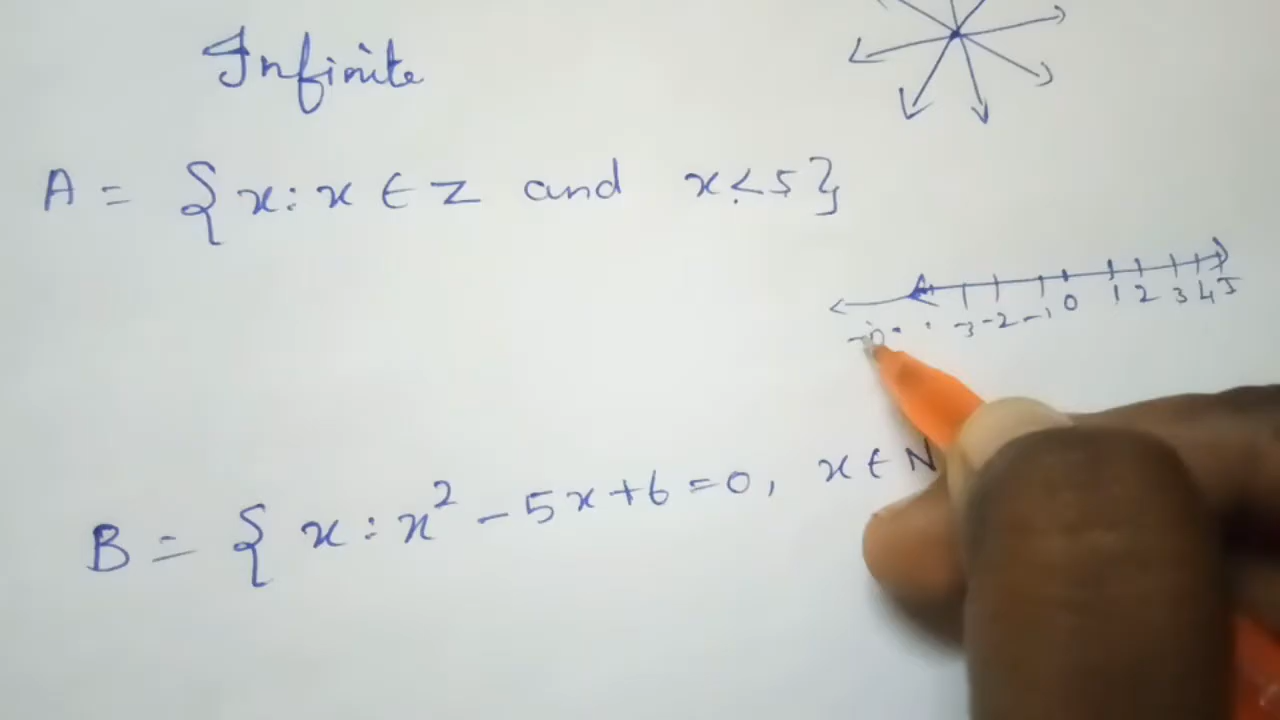 Infinite
A = { x : x ∈ Z and x < 5 }
-3 -2 -1 0 1 2 3 4 5
B = { x : x² - 5x + 6 = 0, x ∈ N